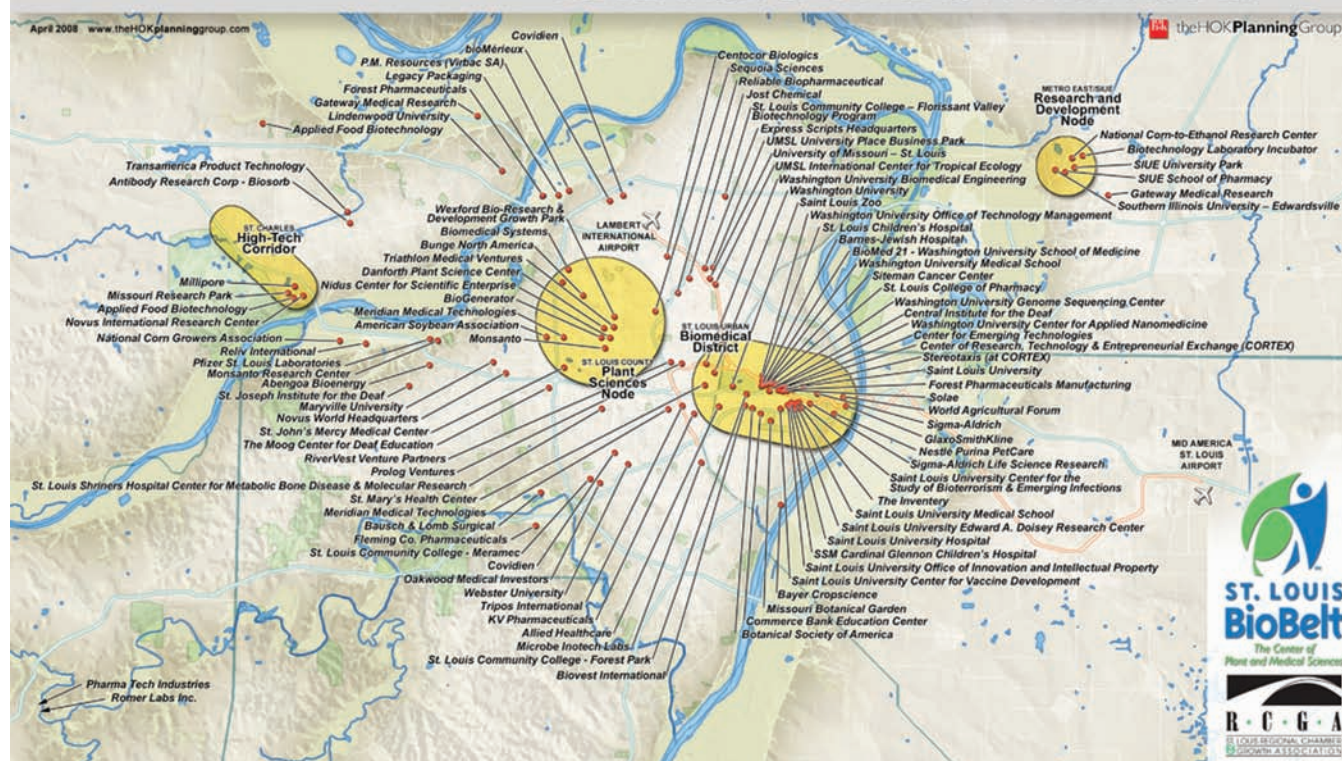 April 2008 www.theHOKplanninggroup.com
theHOKPlanningGroup
Covidien
bioMérieux
P.M. Resources (Virbac SA)
Legacy Packaging
Forest Pharmaceuticals
Gateway Medical Research
Lindenwood University
Applied Food Biotechnology
Transamerica Product Technology
Antibody Research Corp - Biosorb
ST. CHARLES
High-Tech
Corridor
Millipore
Missouri Research Park
Applied Food Biotechnology
Novus International Research Center
National Corn Growers Association
Reliv International
Pfizer St. Louis Laboratories
Monsanto Research Center
Abengoa Bioenergy
St. Joseph Institute for the Deaf
Maryville University
Novus World Headquarters
St. John's Mercy Medical Center
The Moog Center for Deaf Education
RiverVest Venture Partners
Prolog Ventures
St. Louis Shriners Hospital Center for Metabolic Bone Disease & Molecular Research
St. Mary's Health Center
Meridian Medical Technologies
Bausch & Lomb Surgical
Fleming Co. Pharmaceuticals
St. Louis Community College - Meramec
Covidien
Oakwood Medical Investors
Webster University
Tripos International
KV Pharmaceuticals
Allied Healthcare
Microbe Inotech Labs
St. Louis Community College - Forest Park
Biovest International
Pharma Tech Industries
Romer Labs Inc.
Wexford Bio-Research &
Development Growth Park
Biomedical Systems
Bunge North America
Triathlon Medical Ventures
Danforth Plant Science Center
Nidus Center for Scientific Enterprise
BioGenerator
Meridian Medical Technologies
American Soybean Association
Monsanto
LAMBERT
INTERNATIONAL
AIRPORT
ST. LOUIS COUNTY
Plant
Sciences
Node
ST. LOUIS URBAN
Biomedical
District
Centocor Biologics
Sequoia Sciences
Reliable Biopharmaceutical
Jost Chemical
St. Louis Community College – Florissant Valley
Biotechnology Program
Express Scripts Headquarters
UMSL University Place Business Park
University of Missouri – St. Louis
UMSL International Center for Tropical Ecology
Washington University Biomedical Engineering
Washington University
Saint Louis Zoo
Washington University Office of Technology Management
St. Louis Children's Hospital
Barnes-Jewish Hospital
BioMed 21 - Washington University School of Medicine
Washington University Medical School
Siteman Cancer Center
St. Louis College of Pharmacy
Washington University Genome Sequencing Center
Central Institute for the Deaf
Washington University Center for Applied Nanomedicine
Center for Emerging Technologies
Center of Research, Technology & Entrepreneurial Exchange (CORTEX)
Stereotaxis (at CORTEX)
Saint Louis University
Forest Pharmaceuticals Manufacturing
Solae
World Agricultural Forum
Sigma-Aldrich
GlaxoSmithKline
Nestlé Purina PetCare
Sigma-Aldrich Life Science Research
Saint Louis University Center for the
Study of Bioterrorism & Emerging Infections
The Inventery
Saint Louis University Medical School
Saint Louis University Edward A. Doisey Research Center
Saint Louis University Hospital
SSM Cardinal Glennon Children's Hospital
Saint Louis University Office of Innovation and Intellectual Property
Saint Louis University Center for Vaccine Development
Bayer Cropscience
Missouri Botanical Garden
Commerce Bank Education Center
Botanical Society of America
METRO EAST/SIUE
Research and
Development
Node
National Corn-to-Ethanol Research Center
Biotechnology Laboratory Incubator
SIUE University Park
SIUE School of Pharmacy
Gateway Medical Research
Southern Illinois University – Edwardsville
MID AMERICA
ST. LOUIS
AIRPORT
ST. LOUIS
BioBelt
The Center of
Plant and Medical Sciences
R·C·G·A
ST. LOUIS REGIONAL CHAMBER
& GROWTH ASSOCIATION